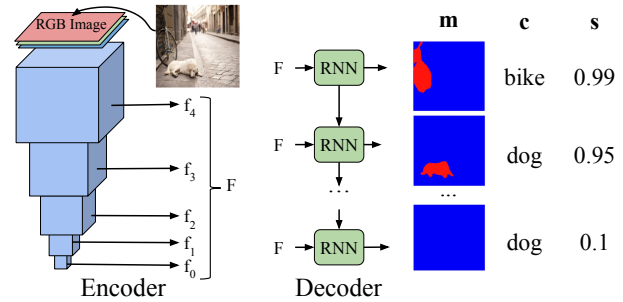 RGB Image
f4
f3
f2
f1
f0
F
Encoder
F RNN
F RNN
...
F RNN
Decoder
m c s
bike 0.99
dog 0.95
...
dog 0.1